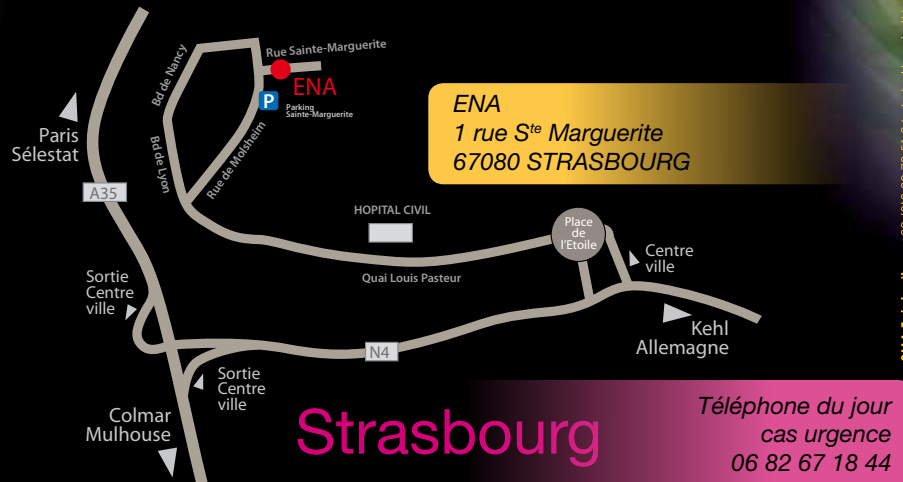 Rue Sainte-Marguerite
Bd de Nancy
ENA
P
Parking
Sainte-Marguerite
Paris
Sélestat
Bd de Lyon
Rue de Molsheim
A35
ENA
1 rue Ste Marguerite
67080 STRASBOURG
HOPITAL CIVIL
Place
de
l'Etoile
Centre
ville
Quai Louis Pasteur
Sortie
Centre
ville
Kehl
Allemagne
N4
Sortie
Centre
ville
Colmar
Mulhouse
Strasbourg
Téléphone du jour
cas urgence
06 82 67 18 44